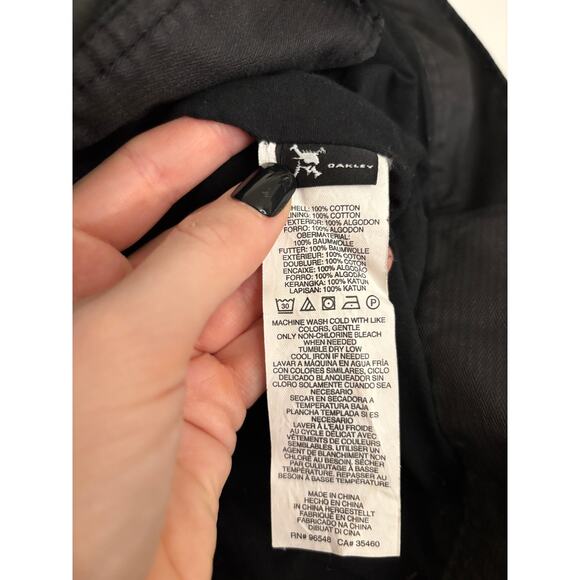 OAKLEY
SHELL: 100% COTTON
LINING: 100% COTTON
EXTERIOR: 100% ALGODON
FORRO: 100% ALGODON
OBERMATERIAL:
100% BAUMWOLLE
FUTTER: 100% BAUMWOLLE
EXTÉRIEUR: 100% COTON
DOUBLURE: 100% COTON
ENCAIXE: 100% ALGODÃO
FORRO: 100% ALGODÃO
KERANGKA: 100% KATUN
LAPISAN: 100% KATUN
30 P
MACHINE WASH COLD WITH LIKE
COLORS, GENTLE
ONLY NON-CHLORINE BLEACH
WHEN NEEDED
TUMBLE DRY LOW
COOL IRON IF NEEDED
LAVAR A MÁQUINA EN AGUA FRÍA
CON COLORES SIMILARES, CICLO
DELICADO BLANQUEADOR SIN
CLORO SOLAMENTE CUANDO SEA
NECESARIO
SECAR EN SECADORA A
TEMPERATURA BAJA
PLANCHA TEMPLADA SI ES
NECESARIO
LAVER À L'EAU FROIDE
AU CYCLE DÉLICAT AVEC
VÊTEMENTS DE COULEURS
SEMBLABLES, UTILISER UN
AGENT DE BLANCHIMENT NON
CHLORÉ AU BESOIN, SÉCHER
PAR CULBUTAGE À BASSE
TEMPÉRATURE. REPASSER AU
BESOIN À BASSE TEMPÉRATURE.
MADE IN CHINA
HECHO EN CHINA
IN CHINA HERGESTELLT
FABRIQUÉ EN CHINE
FABRICADO NA CHINA
DIBUAT DI CINA
RN# 96548 CA# 35460